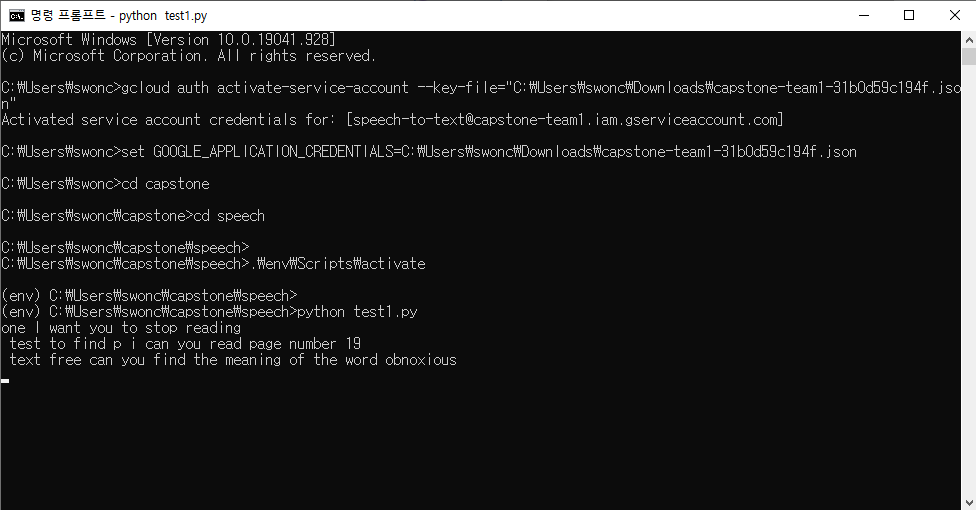 명령 프롬프트 - python  test1.py
Microsoft Windows [Version 10.0.19041.928]
(c) Microsoft Corporation. All rights reserved.
C:₩Users₩swonc>gcloud auth activate-service-account --key-file="C:₩Users₩swonc₩Downloads₩capstone-team1-31b0d59c194f.jso
n"
Activated service account credentials for: [speech-to-text@capstone-team1.iam.gserviceaccount.com]
C:₩Users₩swonc>set GOOGLE_APPLICATION_CREDENTIALS=C:₩Users₩swonc₩Downloads₩capstone-team1-31b0d59c194f.json
C:₩Users₩swonc>cd capstone
C:₩Users₩swonc₩capstone>cd speech
C:₩Users₩swonc₩capstone₩speech>
C:₩Users₩swonc₩capstone₩speech>.₩env₩Scripts₩activate
(env) C:₩Users₩swonc₩capstone₩speech>
(env) C:₩Users₩swonc₩capstone₩speech>python test1.py
one I want you to stop reading
 test to find p i can you read page number 19
 text free can you find the meaning of the word obnoxious